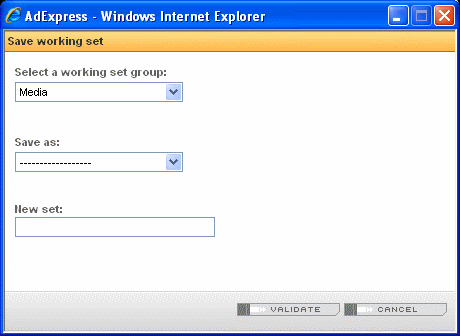 AdExpress - Windows Internet Explorer
Save working set
Select a working set group:
Media
Save as:
------------------
New set:
VALIDATE
CANCEL